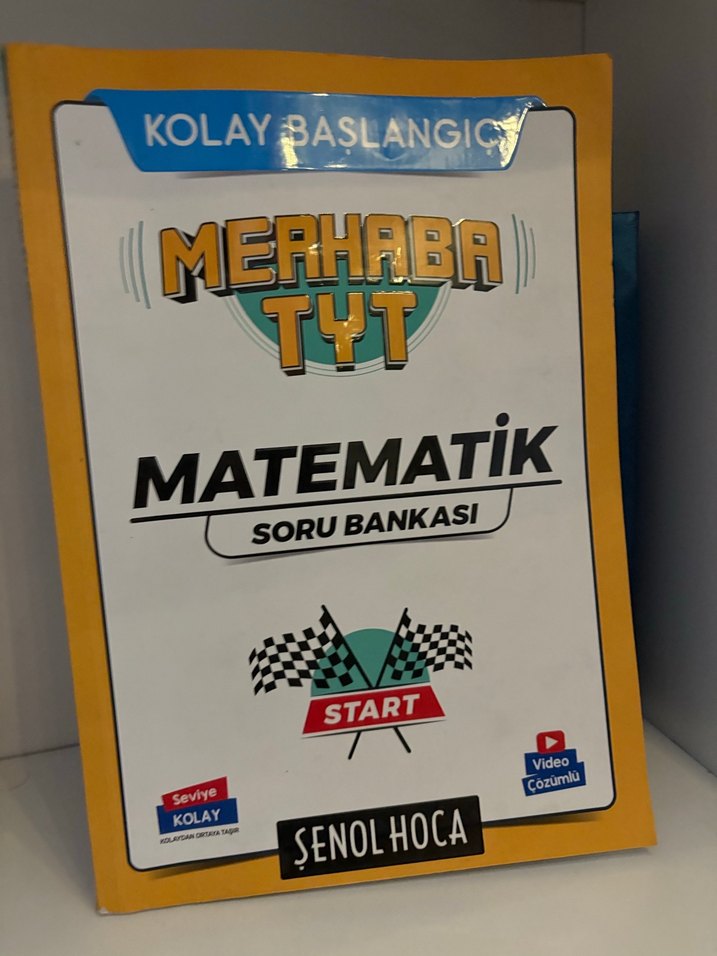 KOLAY BAŞLANGIÇ
MERHABA
TYT
MATEMATİK
SORU BANKASI
START
Video
Çözümlü
Seviye
KOLAY
KOLAYDAN ORTAYA TAŞIR
ŞENOL HOCA